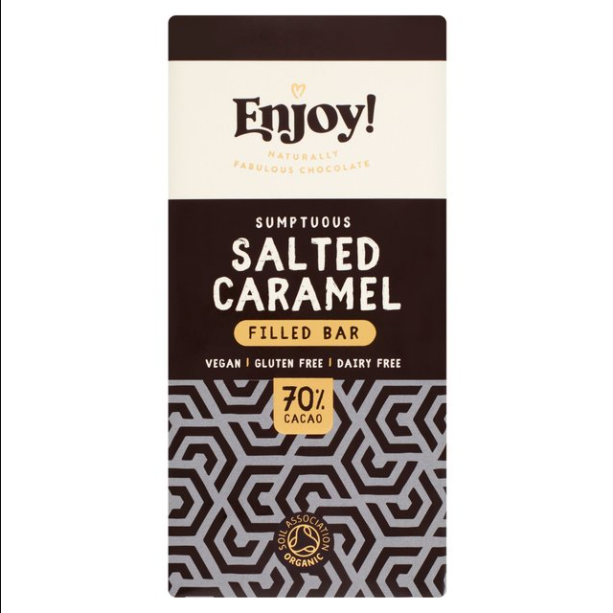 Enjoy!
NATURALLY
FABULOUS CHOCOLATE
SUMPTUOUS
SALTED
CARAMEL
FILLED BAR
VEGAN | GLUTEN FREE | DAIRY FREE
70%
CACAO
SOIL ASSOCIATION
ORGANIC